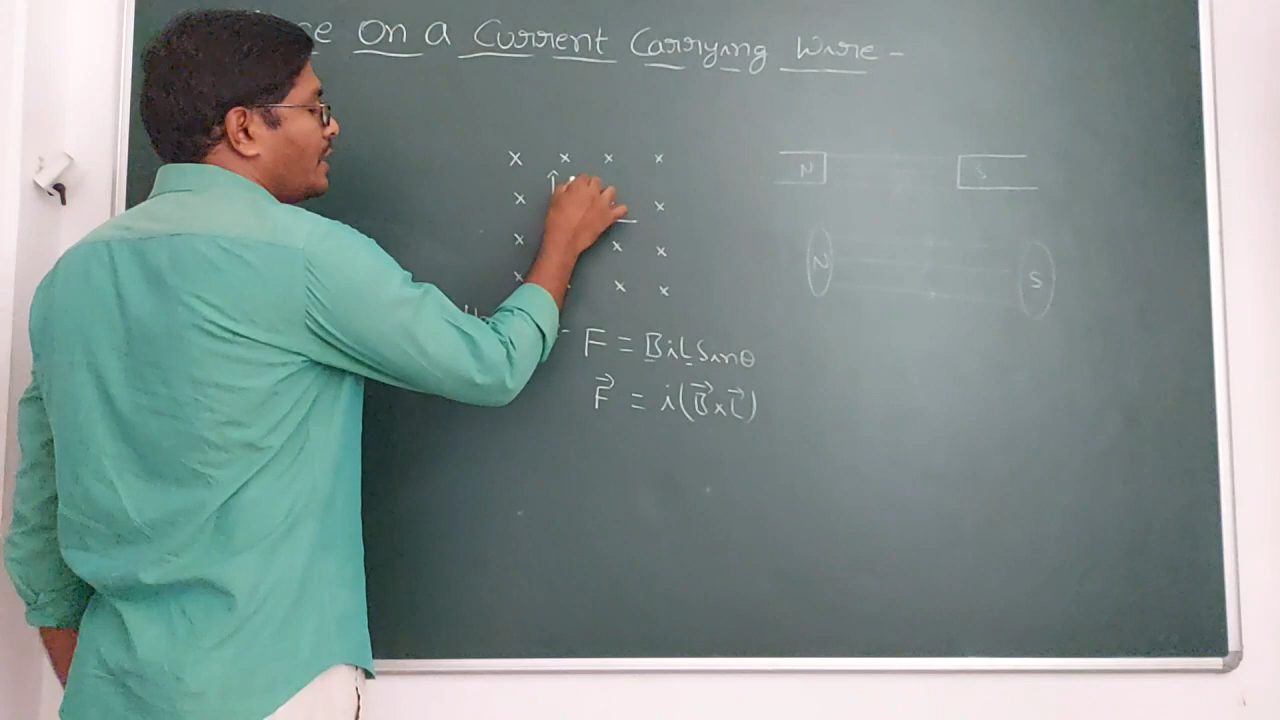 On a Current Carrying Wire -
x x x x
x x
x x x
x x x
N S
N S
F = BiL Sinθ
F⃗ = i(B⃗ x L⃗)